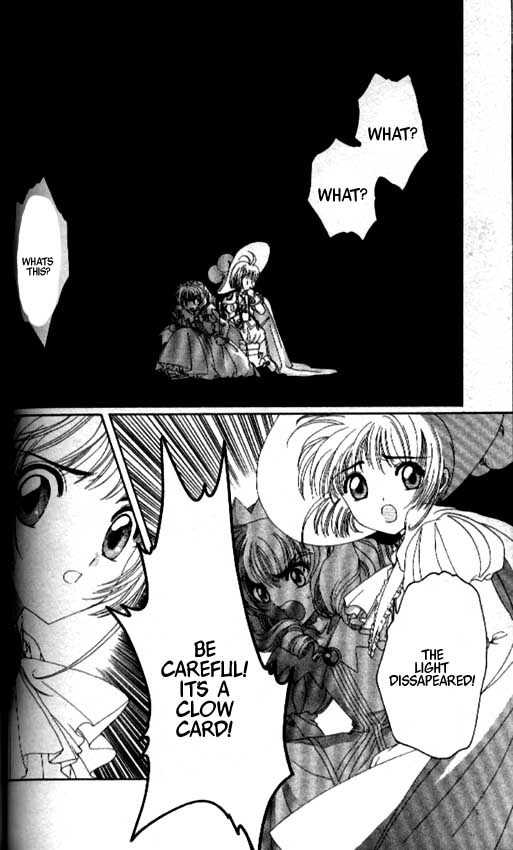 WHAT?
WHAT?
WHATS
THIS?
THE
LIGHT
DISSAPEARED!
BE
CAREFUL!
ITS A
CLOW
CARD!